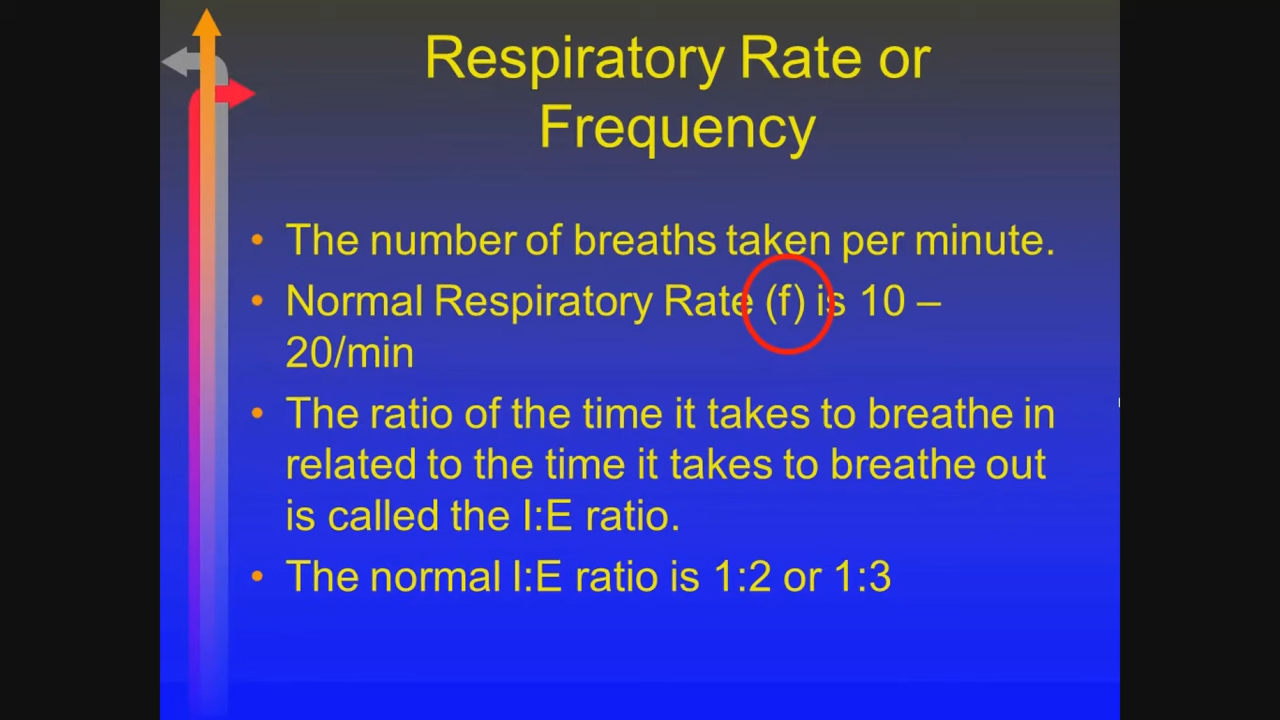 Respiratory Rate or
Frequency
• The number of breaths taken per minute.
• Normal Respiratory Rate (f) is 10 –
20/min
• The ratio of the time it takes to breathe in
related to the time it takes to breathe out
is called the I:E ratio.
• The normal I:E ratio is 1:2 or 1:3